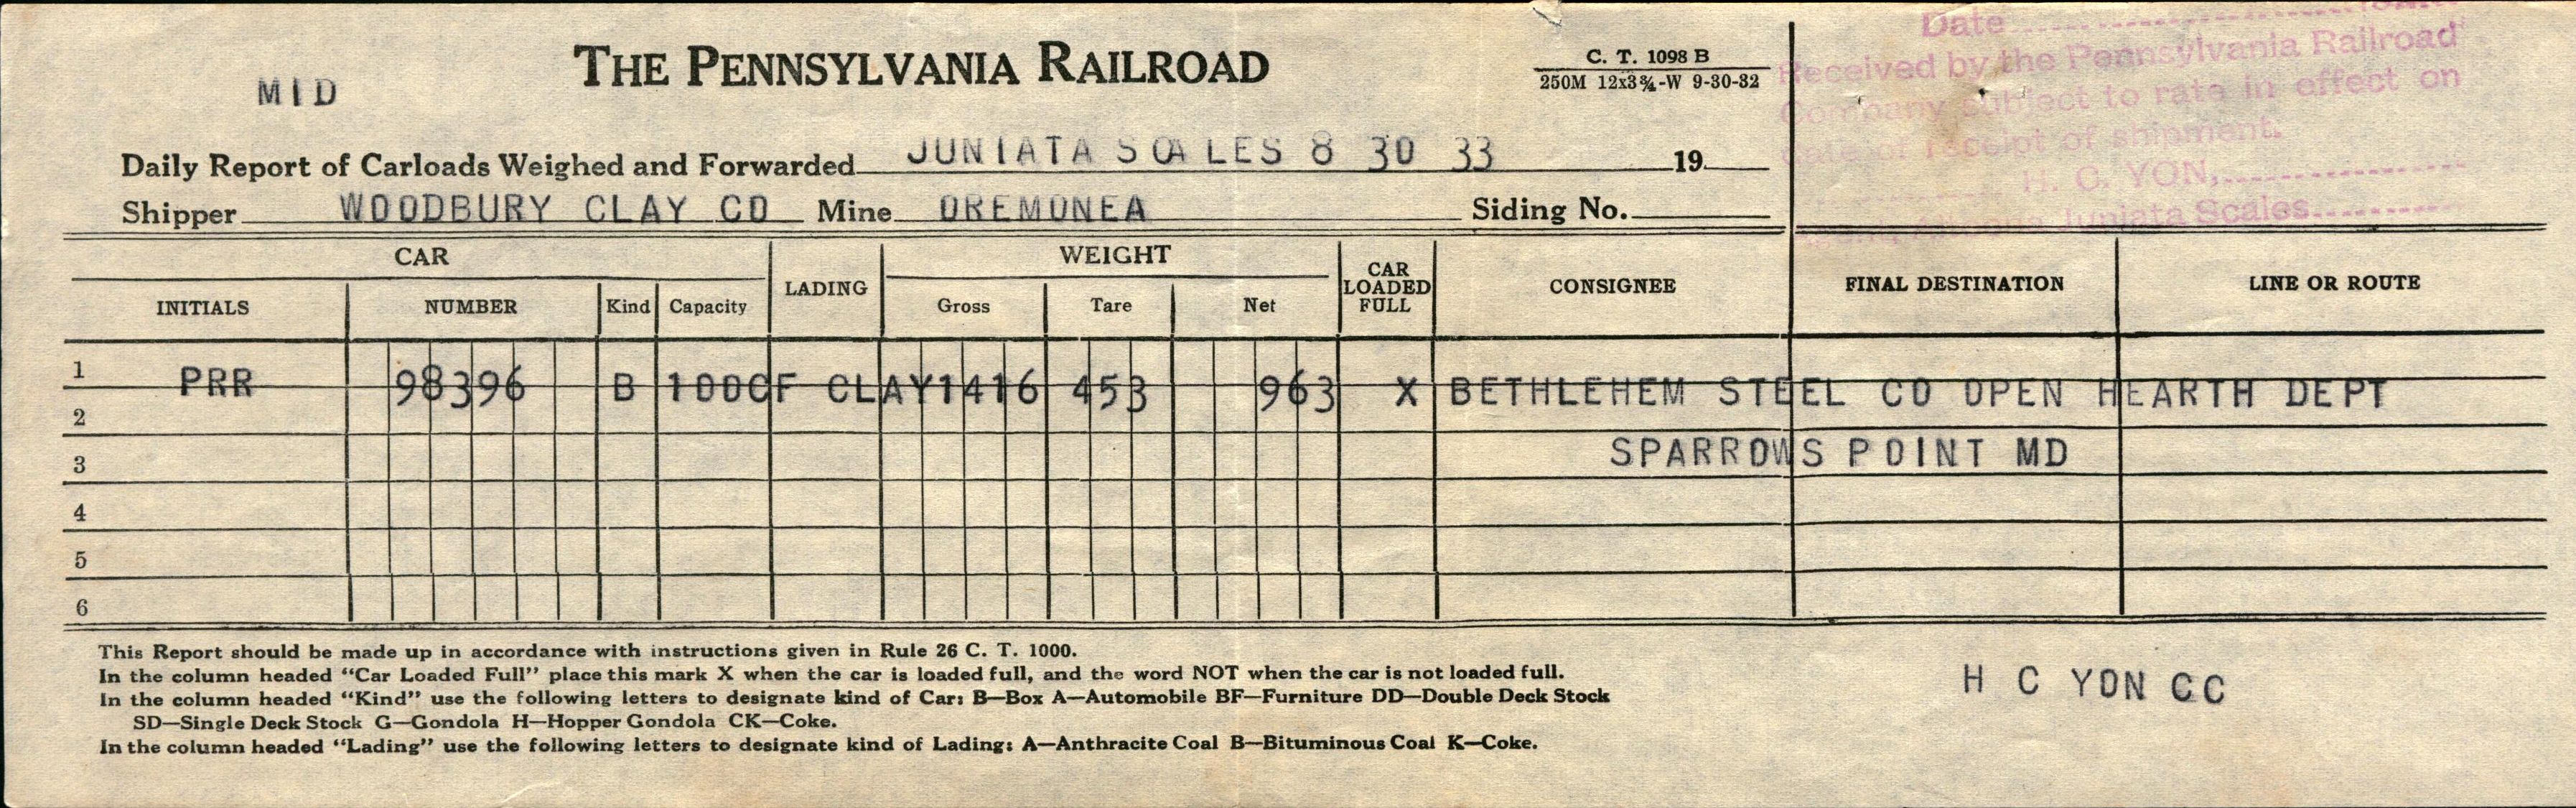 THE PENNSYLVANIA RAILROAD
MID
C. T. 1098 B
250M 12x3¾-W 9-30-32
Date
Received by the Pennsylvania Railroad
Company subject to rate in effect on
date of receipt of shipment.
H. C. YON,
Agent, Altoona Juniata Scales
Daily Report of Carloads Weighed and Forwarded JUNIATA SCALES 8 30 33 19
Shipper WOODBURY CLAY CO Mine OREMONEA Siding No.
CAR LADING WEIGHT CAR LOADED FULL CONSIGNEE FINAL DESTINATION LINE OR ROUTE
INITIALS NUMBER Kind Capacity Gross Tare Net
1 PRR 98396 B 100CF CLAY 1416 453 963 X BETHLEHEM STEEL CO OPEN HEARTH DEPT
2
3 SPARROWS POINT MD
4
5
6
This Report should be made up in accordance with instructions given in Rule 26 C. T. 1000.
In the column headed “Car Loaded Full” place this mark X when the car is loaded full, and the word NOT when the car is not loaded full.
In the column headed “Kind” use the following letters to designate kind of Car: B—Box A—Automobile BF—Furniture DD—Double Deck Stock
SD—Single Deck Stock G—Gondola H—Hopper Gondola CK—Coke.
In the column headed “Lading” use the following letters to designate kind of Lading: A—Anthracite Coal B—Bituminous Coal K—Coke.
H C YON CC